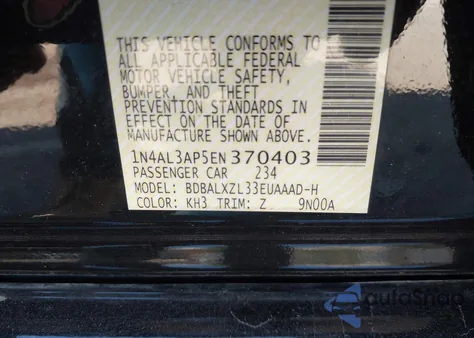 THIS VEHICLE CONFORMS TO
ALL APPLICABLE FEDERAL
MOTOR VEHICLE SAFETY,
BUMPER, AND THEFT
PREVENTION STANDARDS IN
EFFECT ON THE DATE OF
MANUFACTURE SHOWN ABOVE.
1N4AL3AP5EN370403
PASSENGER CAR 234
MODEL: BDBALXZL33EUAAAD-H
COLOR: KH3 TRIM: Z 9N00A
autoSnap